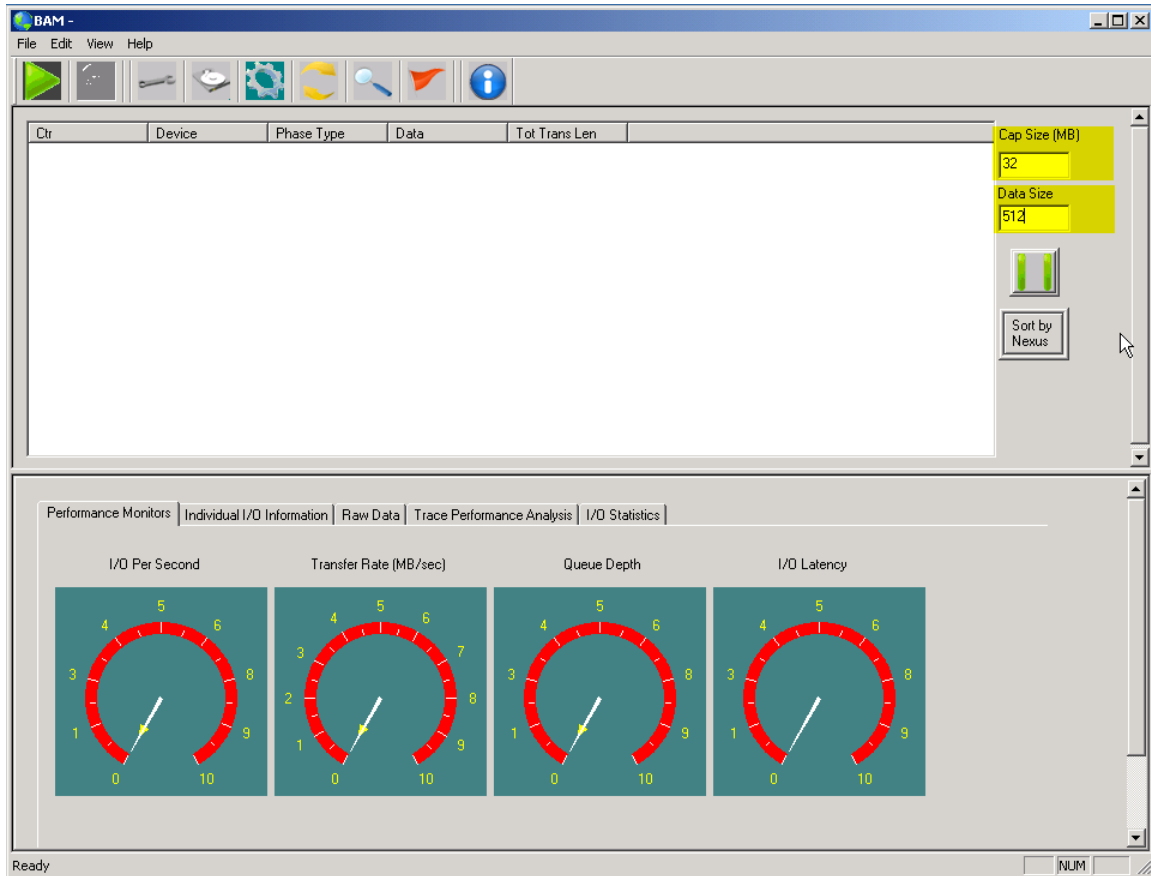 BAM -
File Edit View Help
Ctr Device Phase Type Data Tot Trans Len
Cap Size (MB)
32
Data Size
512
Sort by
Nexus
Performance Monitors Individual I/O Information Raw Data Trace Performance Analysis I/O Statistics
I/O Per Second Transfer Rate (MB/sec) Queue Depth I/O Latency
0 1 3 4 5 6 8 9 10
0 1 2 3 4 5 6 7 8 9 10
0 1 3 4 5 6 8 9 10
0 1 3 4 5 6 8 9 10
Ready NUM